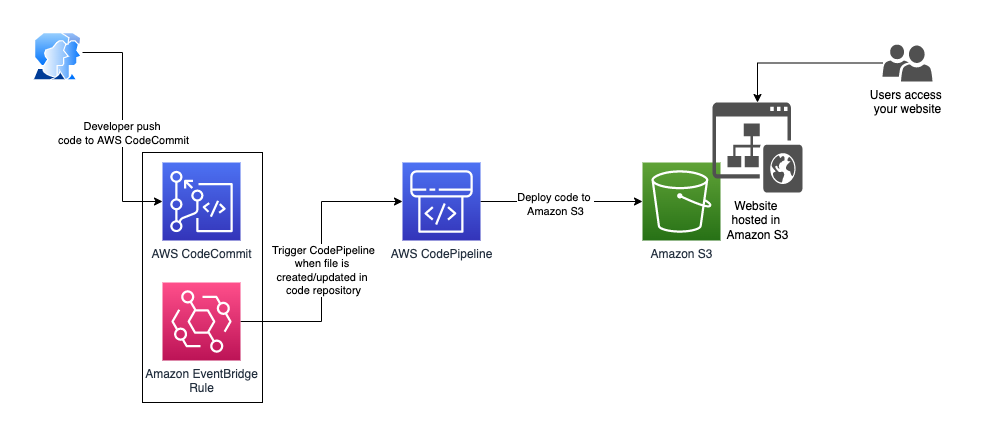 Developer push
code to AWS CodeCommit
AWS CodeCommit
Amazon EventBridge
Rule
Trigger CodePipeline
when file is
created/updated in
code repository
AWS CodePipeline
Deploy code to
Amazon S3
Amazon S3
Website
hosted in
Amazon S3
Users access
your website